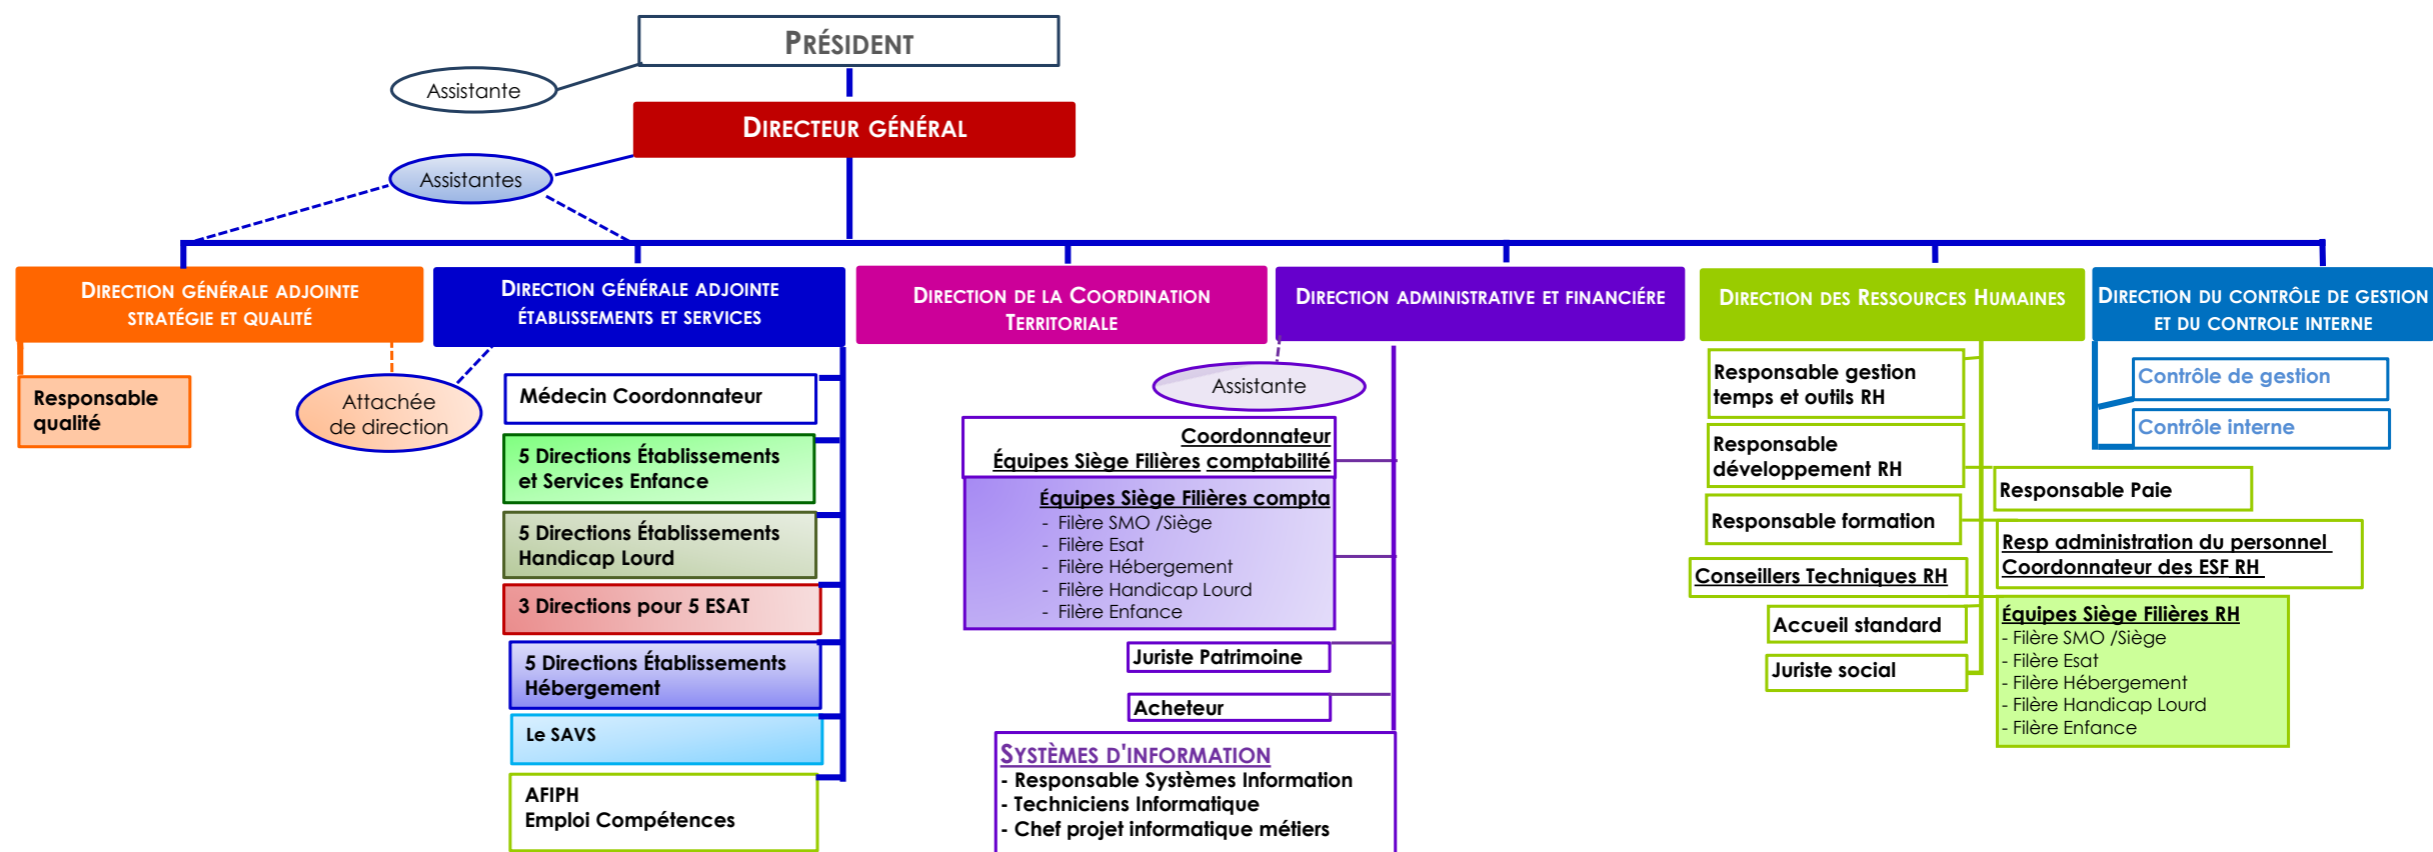 PRÉSIDENT
Assistante
DIRECTEUR GÉNÉRAL
Assistantes
DIRECTION GÉNÉRALE ADJOINTE
STRATÉGIE ET QUALITÉ
DIRECTION GÉNÉRALE ADJOINTE
ÉTABLISSEMENTS ET SERVICES
DIRECTION DE LA COORDINATION
TERRITORIALE
DIRECTION ADMINISTRATIVE ET FINANCIÉRE
DIRECTION DES RESSOURCES HUMAINES
DIRECTION DU CONTRÔLE DE GESTION
ET DU CONTROLE INTERNE
Responsable
qualité
Attachée
de direction
Médecin Coordonnateur
5 Directions Établissements
et Services Enfance
5 Directions Établissements
Handicap Lourd
3 Directions pour 5 ESAT
5 Directions Établissements
Hébergement
Le SAVS
AFIPH
Emploi Compétences
Assistante
Coordonnateur
Équipes Siège Filières comptabilité
Équipes Siège Filières compta
- Filère SMO /Siège
- Filère Esat
- Filère Hébergement
- Filère Handicap Lourd
- Filère Enfance
Juriste Patrimoine
Acheteur
SYSTÈMES D'INFORMATION
- Responsable Systèmes Information
- Techniciens Informatique
- Chef projet informatique métiers
Responsable gestion
temps et outils RH
Responsable
développement RH
Responsable formation
Conseillers Techniques RH
Accueil standard
Juriste social
Responsable Paie
Resp administration du personnel
Coordonnateur des ESF RH
Équipes Siège Filières RH
- Filère SMO /Siège
- Filère Esat
- Filère Hébergement
- Filère Handicap Lourd
- Filère Enfance
Contrôle de gestion
Contrôle interne